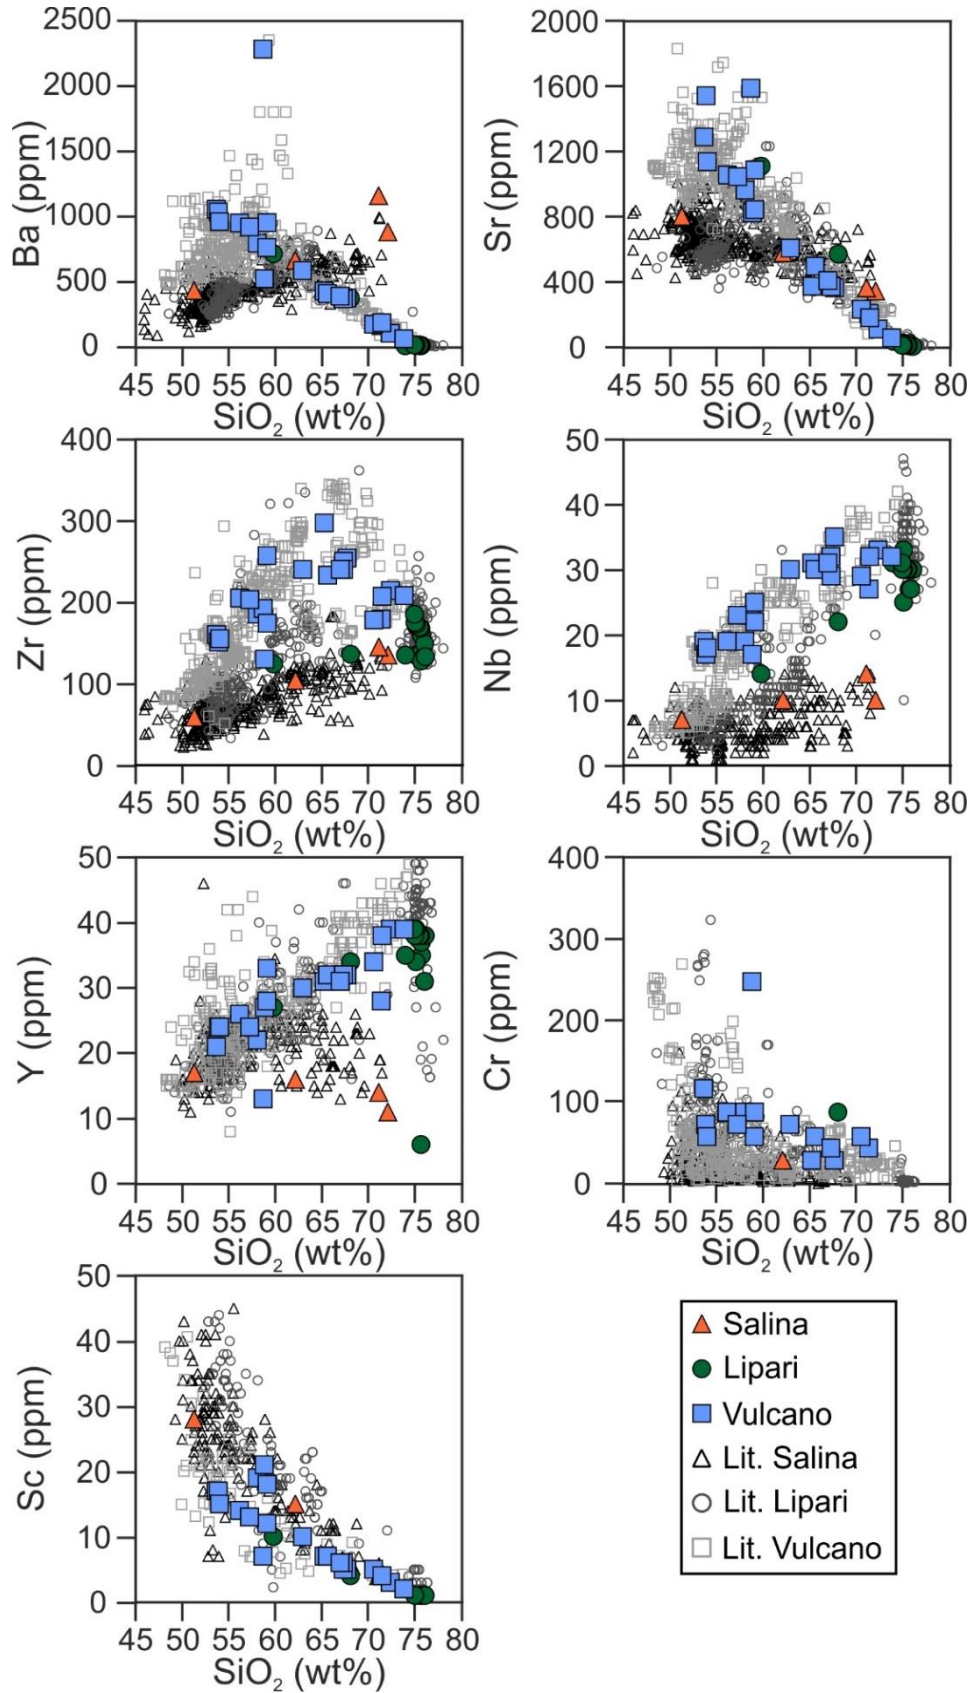 2500
2000
1500
1000
500
0
Ba (ppm)
45 50 55 60 65 70 75 80
SiO₂ (wt%)
2000
1600
1200
800
400
0
Sr (ppm)
45 50 55 60 65 70 75 80
SiO₂ (wt%)
400
300
200
100
0
Zr (ppm)
45 50 55 60 65 70 75 80
SiO₂ (wt%)
50
40
30
20
10
0
Nb (ppm)
45 50 55 60 65 70 75 80
SiO₂ (wt%)
50
40
30
20
10
0
Y (ppm)
45 50 55 60 65 70 75 80
SiO₂ (wt%)
400
300
200
100
0
Cr (ppm)
45 50 55 60 65 70 75 80
SiO₂ (wt%)
50
40
30
20
10
0
Sc (ppm)
45 50 55 60 65 70 75 80
SiO₂ (wt%)
Salina
Lipari
Vulcano
Lit. Salina
Lit. Lipari
Lit. Vulcano